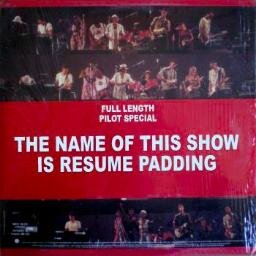 FULL LENGTH
PILOT SPECIAL
THE NAME OF THIS SHOW
IS RESUME PADDING